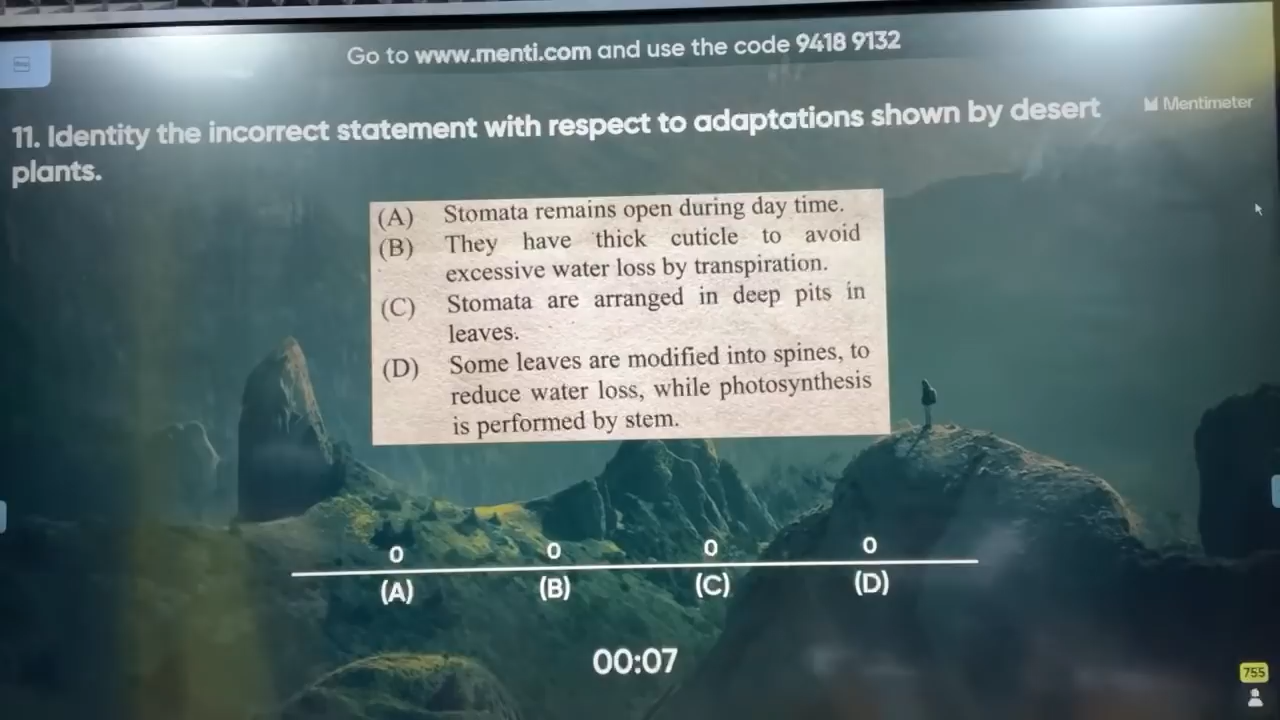 Go to www.menti.com and use the code 9418 9132
Mentimeter
11. Identity the incorrect statement with respect to adaptations shown by desert
plants.
(A) Stomata remains open during day time.
(B) They have thick cuticle to avoid
excessive water loss by transpiration.
(C) Stomata are arranged in deep pits in
leaves.
(D) Some leaves are modified into spines, to
reduce water loss, while photosynthesis
is performed by stem.
0 0 0 0
(A) (B) (C) (D)
00:07
755